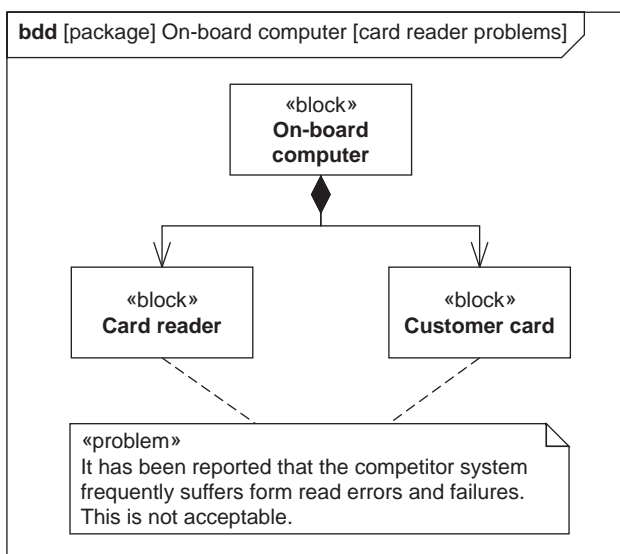 bdd [package] On-board computer [card reader problems]
«block»
On-board
computer
«block»
Card reader
«block»
Customer card
«problem»
It has been reported that the competitor system
frequently suffers form read errors and failures.
This is not acceptable.